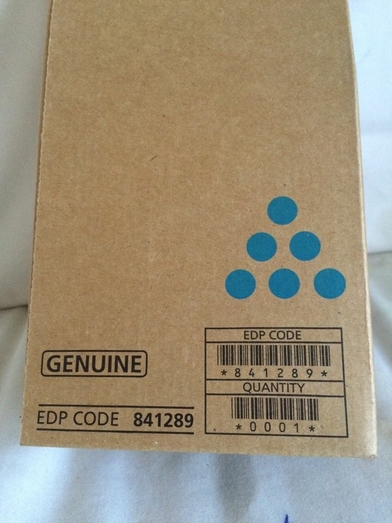 GENUINE
EDP CODE 841289
EDP CODE
*841289*
QUANTITY
*0001*